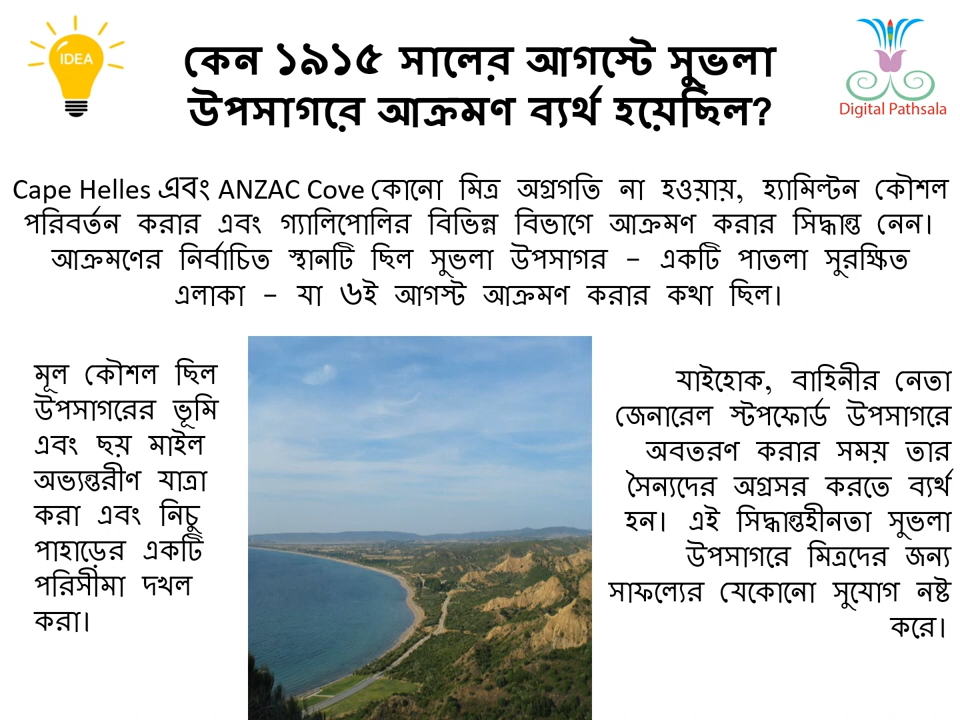 IDEA
কেন ১৯১৫ সালের আগস্টে সুভলা
উপসাগরে আক্রমণ ব্যর্থ হয়েছিল?
Digital Pathsala
Cape Helles এবং ANZAC Cove কোনো মিত্র অগ্রগতি না হওয়ায়, হ্যামিল্টন কৌশল
পরিবর্তন করার এবং গ্যালিপোলির বিভিন্ন বিভাগে আক্রমণ করার সিদ্ধান্ত নেন।
আক্রমণের নির্বাচিত স্থানটি ছিল সুভলা উপসাগর – একটি পাতলা সুরক্ষিত
এলাকা – যা ৬ই আগস্ট আক্রমণ করার কথা ছিল।
মূল কৌশল ছিল
উপসাগরের ভূমি
এবং ছয় মাইল
অভ্যন্তরীণ যাত্রা
করা এবং নিচু
পাহাড়ের একটি
পরিসীমা দখল
করা।
যাইহোক, বাহিনীর নেতা
জেনারেল স্টপফোর্ড উপসাগরে
অবতরণ করার সময় তার
সৈন্যদের অগ্রসর করতে ব্যর্থ
হন। এই সিদ্ধান্তহীনতা সুভলা
উপসাগরে মিত্রদের জন্য
সাফল্যের যেকোনো সুযোগ নষ্ট
করে।